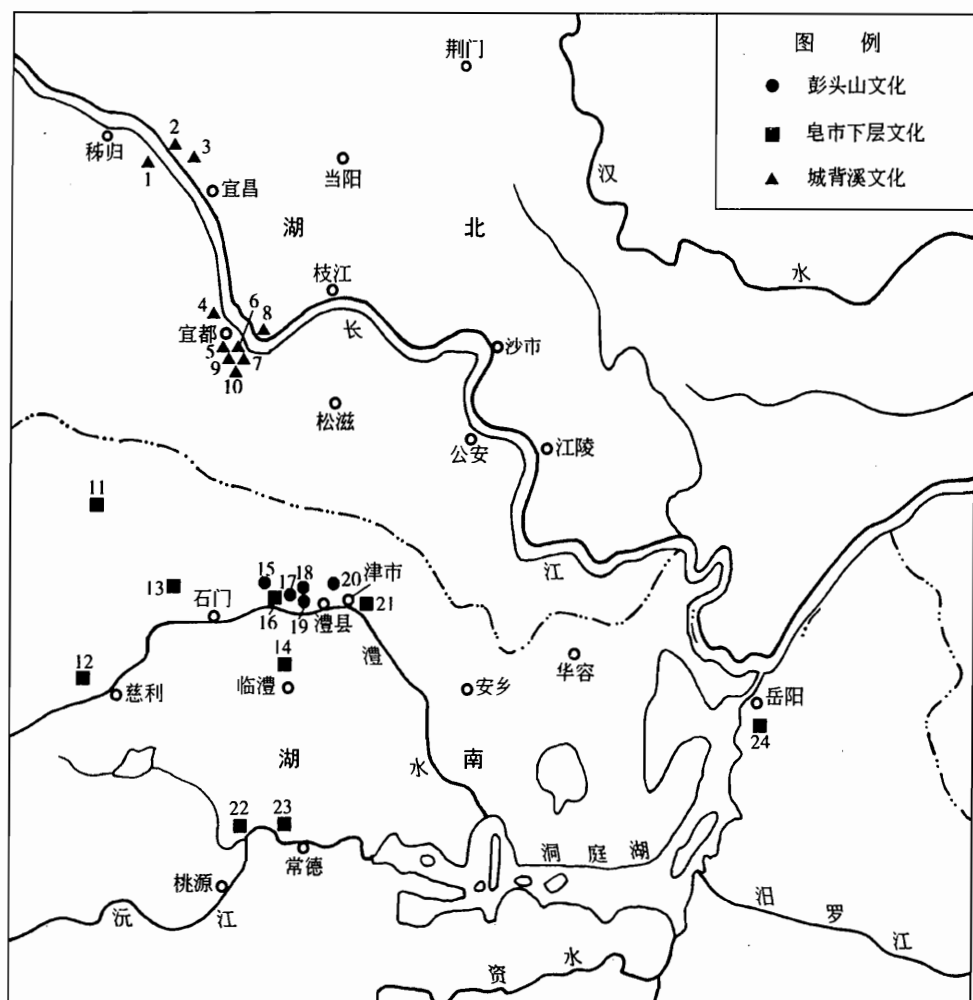 图 例
彭头山文化
皂市下层文化
城背溪文化
荆门
汉
水
秭归
2
3
1
宜昌
当阳
湖 北
枝江
4
6
8
宜都
5
7
9
10
长
沙市
松滋
公安
江陵
11
江
13
石门
15
17
18
20
津市
16
19
澧县
21
12
慈利
14
临澧
澧
安乡
华容
岳阳
24
湖 南
水
22
23
常德
洞庭湖
桃源
沅 江
汨罗江
资 水